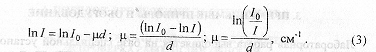 ln I = ln I₀ − μd; μ = (ln I₀ − ln I)/d; μ = ln(I₀/I)/d, см⁻¹ (3)